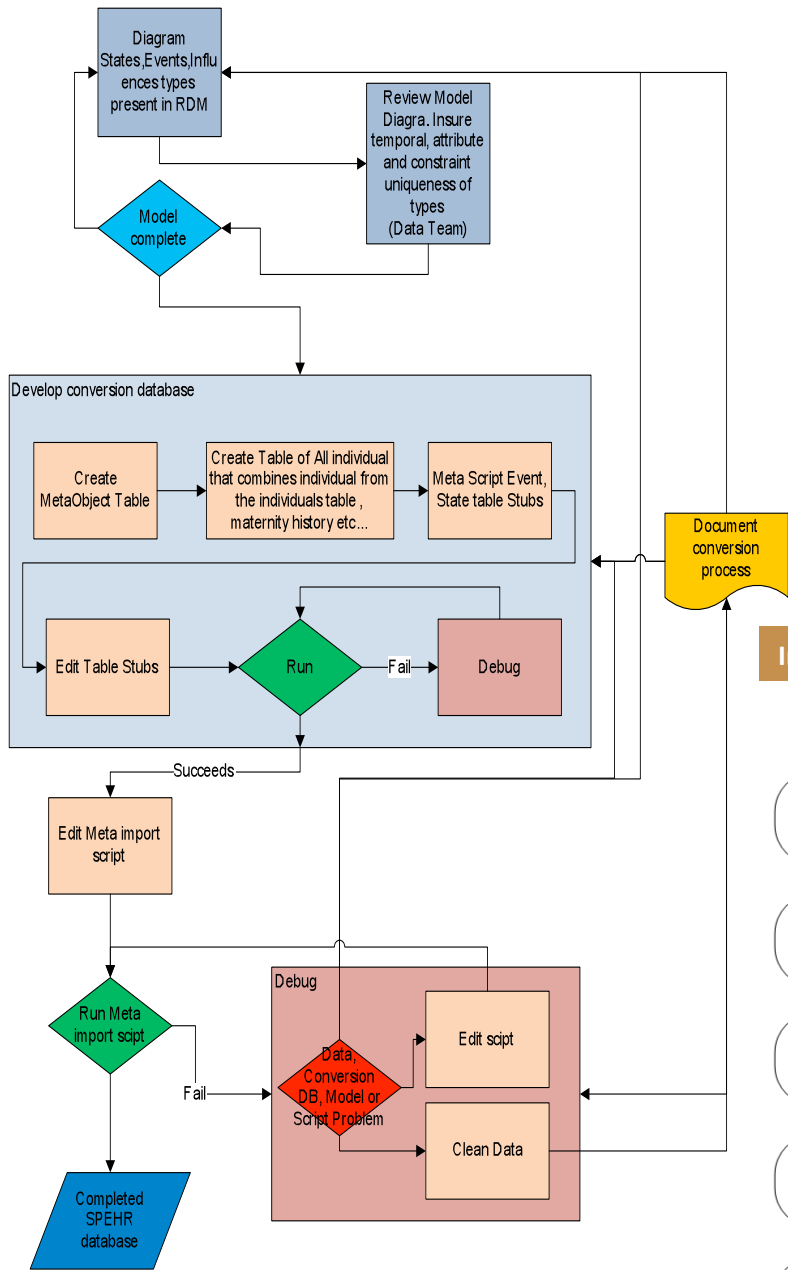 Diagram
States,Events,Influ
ences types
present in RDM
Review Model
Diagra. Insure
temporal, attribute
and constraint
uniqueness of
types
(Data Team)
Model
complete
Develop conversion database
Create
MetaObject Table
Create Table of All individual
that combines individual from
the individuals table ,
maternity history etc...
Meta Script Event,
State table Stubs
Document
conversion
process
Edit Table Stubs
Run
Fail
Debug
Succeeds
Edit Meta import
script
Run Meta
import scipt
Fail
Debug
Data,
Conversion
DB, Model or
Script Problem
Edit scipt
Clean Data
Completed
SPEHR
database